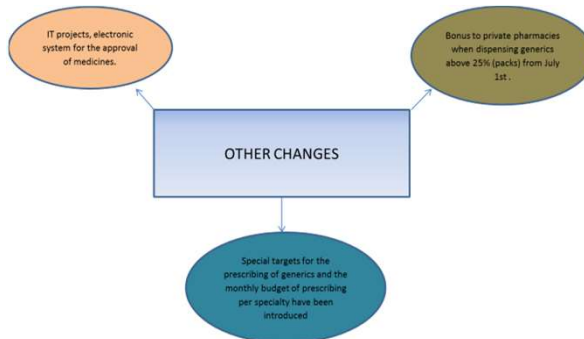 IT projects, electronic
system for the approval
of medicines.
Bonus to private pharmacies
when dispensing generics
above 25% (packs) from July
1st .
OTHER CHANGES
Special targets for the
prescribing of generics and the
monthly budget of prescribing
per specialty have been
introduced